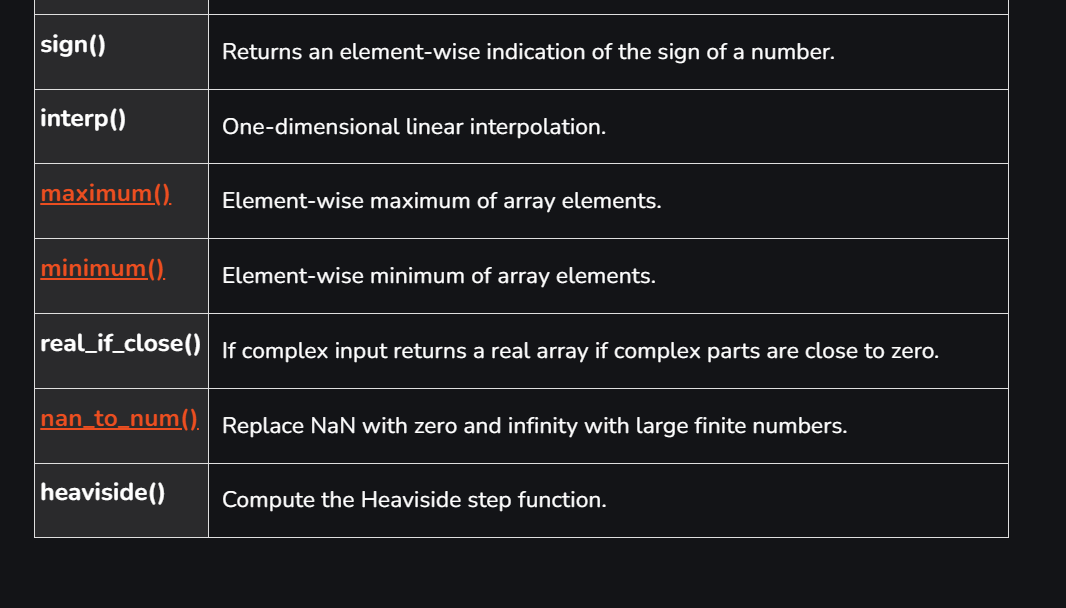 sign()
Returns an element-wise indication of the sign of a number.
interp()
One-dimensional linear interpolation.
maximum()
Element-wise maximum of array elements.
minimum()
Element-wise minimum of array elements.
real_if_close()
If complex input returns a real array if complex parts are close to zero.
nan_to_num()
Replace NaN with zero and infinity with large finite numbers.
heaviside()
Compute the Heaviside step function.